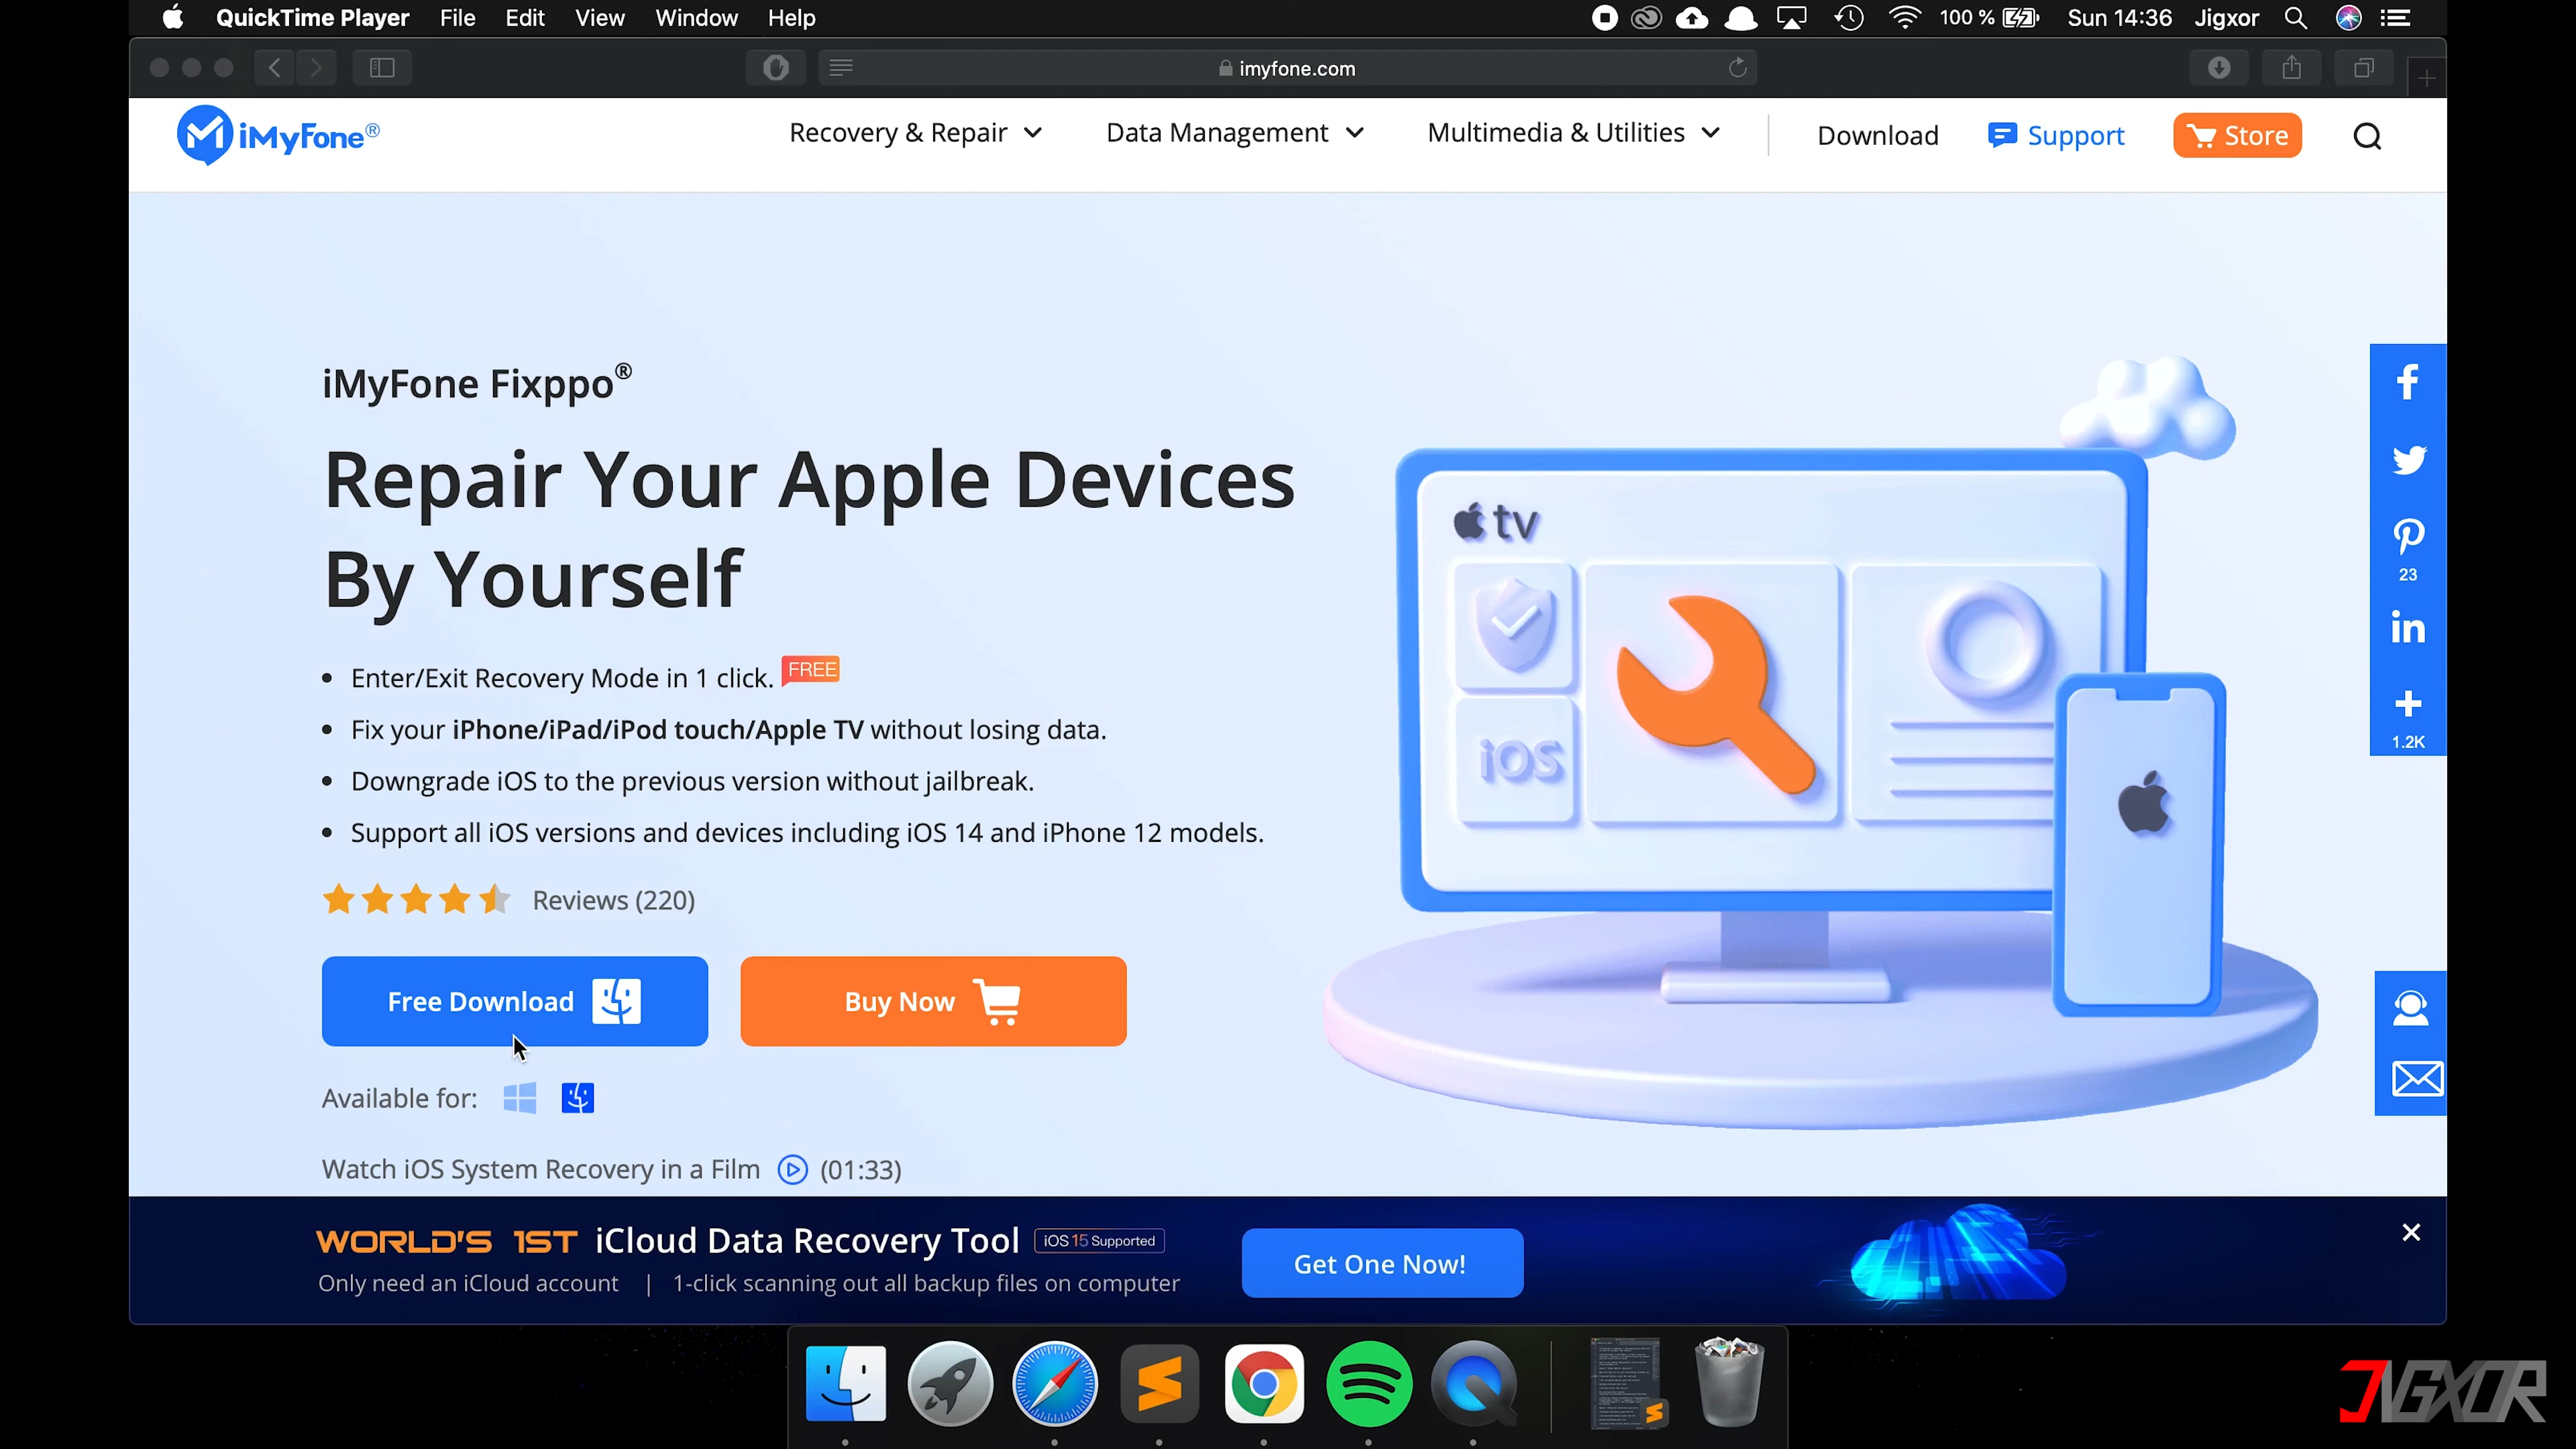 QuickTime Player File Edit View Window Help 100 % Sun 14:36 Jigxor
imyfone.com
iMyFone® Recovery & Repair Data Management Multimedia & Utilities Download Support Store
iMyFone Fixppo®
Repair Your Apple Devices
By Yourself
• Enter/Exit Recovery Mode in 1 click. FREE
• Fix your iPhone/iPad/iPod touch/Apple TV without losing data.
• Downgrade iOS to the previous version without jailbreak.
• Support all iOS versions and devices including iOS 14 and iPhone 12 models.
Reviews (220)
Free Download Buy Now
Available for:
Watch iOS System Recovery in a Film (01:33)
tv
iOS
23
in
1.2K
WORLD'S 1ST iCloud Data Recovery Tool iOS 15 Supported
Only need an iCloud account | 1-click scanning out all backup files on computer
Get One Now!
JIGXOR